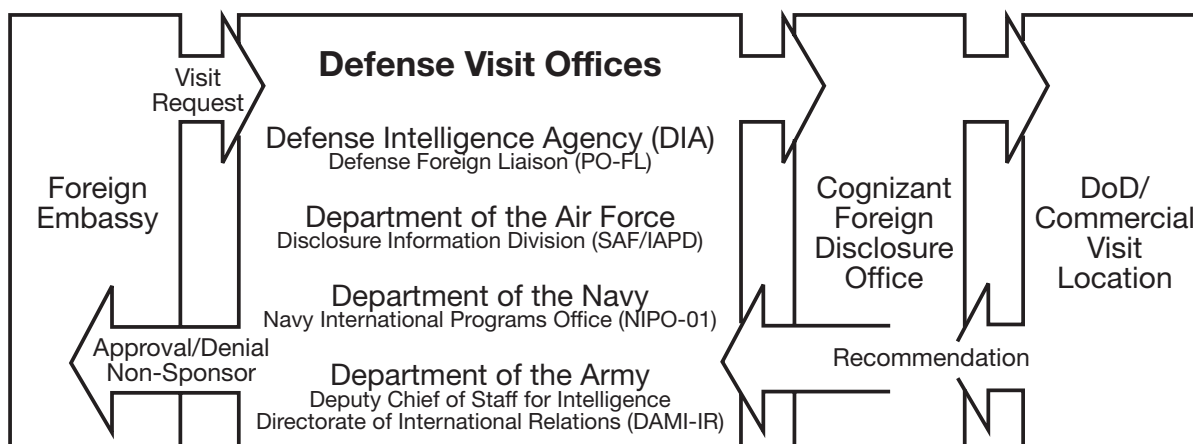 Defense Visit Offices
Visit
Request
Defense Intelligence Agency (DIA)
Defense Foreign Liaison (PO-FL)
Foreign
Embassy
Department of the Air Force
Disclosure Information Division (SAF/IAPD)
Cognizant
Foreign
Disclosure
Office
DoD/
Commercial
Visit
Location
Department of the Navy
Navy International Programs Office (NIPO-01)
Approval/Denial
Non-Sponsor
Recommendation
Department of the Army
Deputy Chief of Staff for Intelligence
Directorate of International Relations (DAMI-IR)